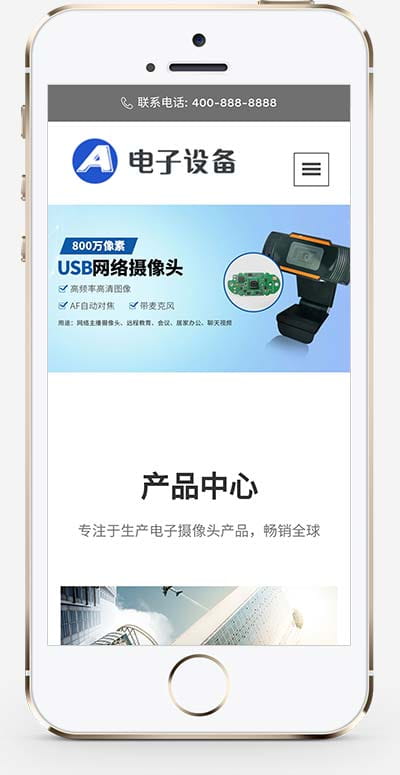 联系电话: 400-888-8888
A 电子设备
800万像素
USB网络摄像头
高频率高清图像
AF自动对焦 带麦克风
用途：网络主播摄像头、远程教育、会议、居家办公、聊天视频
产品中心
专注于生产电子摄像头产品，畅销全球